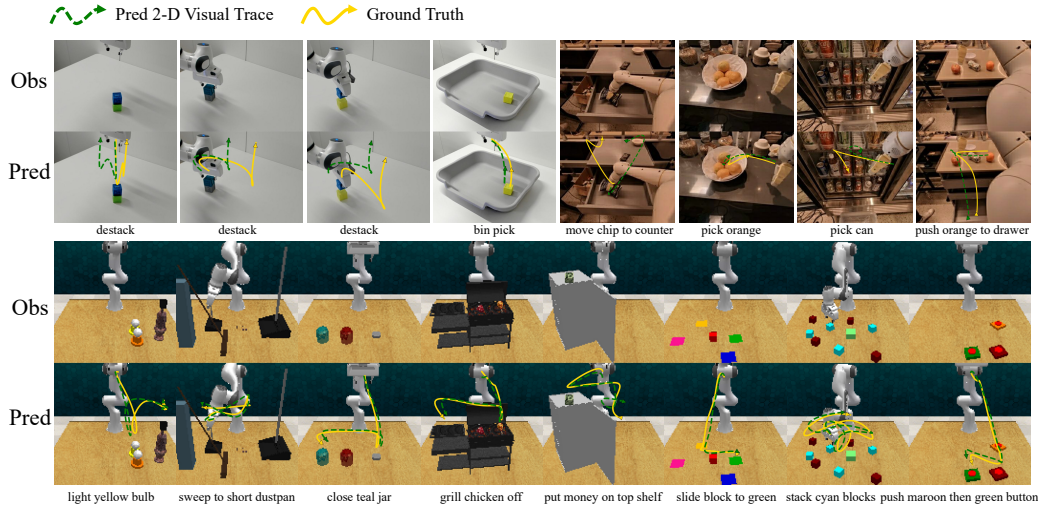 Pred 2-D Visual Trace Ground Truth
Obs
Pred
destack destack destack bin pick move chip to counter pick orange pick can push orange to drawer
Obs
Pred
light yellow bulb sweep to short dustpan close teal jar grill chicken off put money on top shelf slide block to green stack cyan blocks push maroon then green button